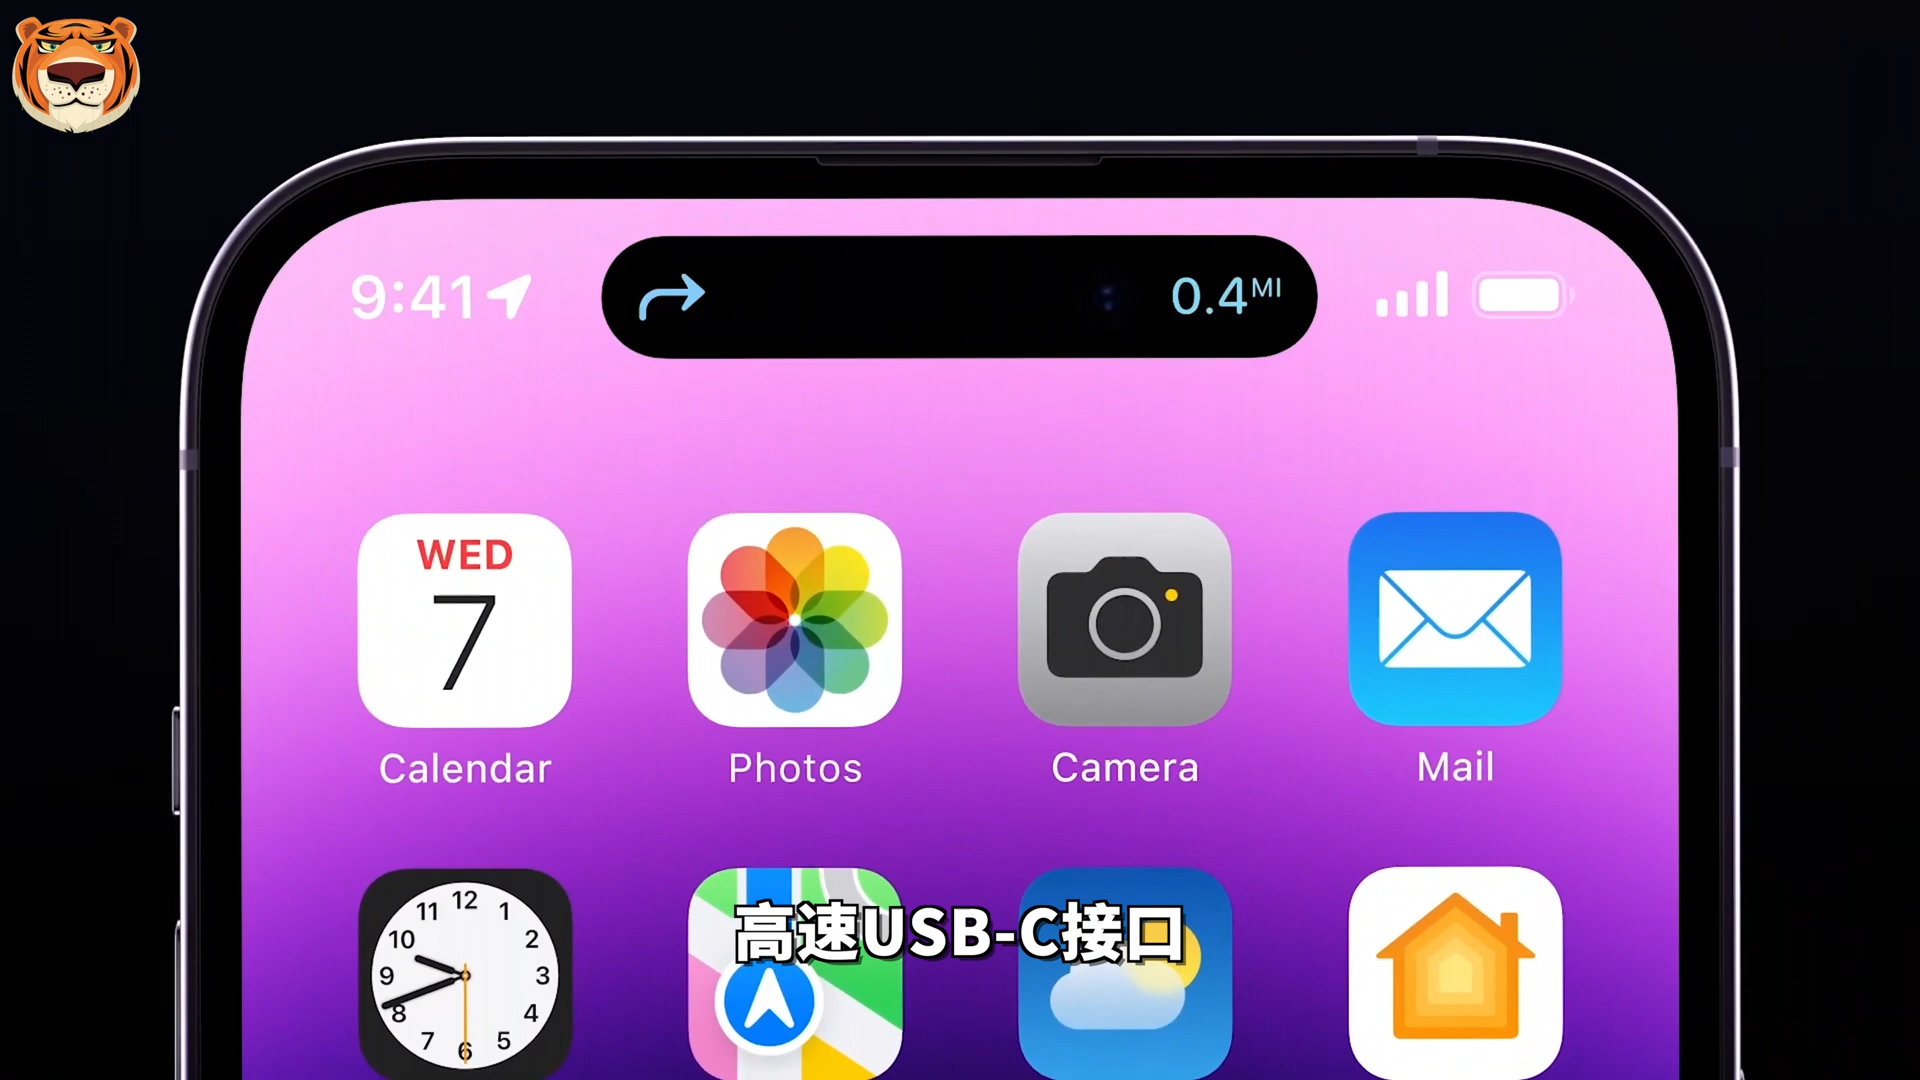 9:41
0.4MI
WED
7
Calendar
Photos
Camera
Mail
12
11 1
10 2
9 3
8 4
7 5
6
高速USB-C接口